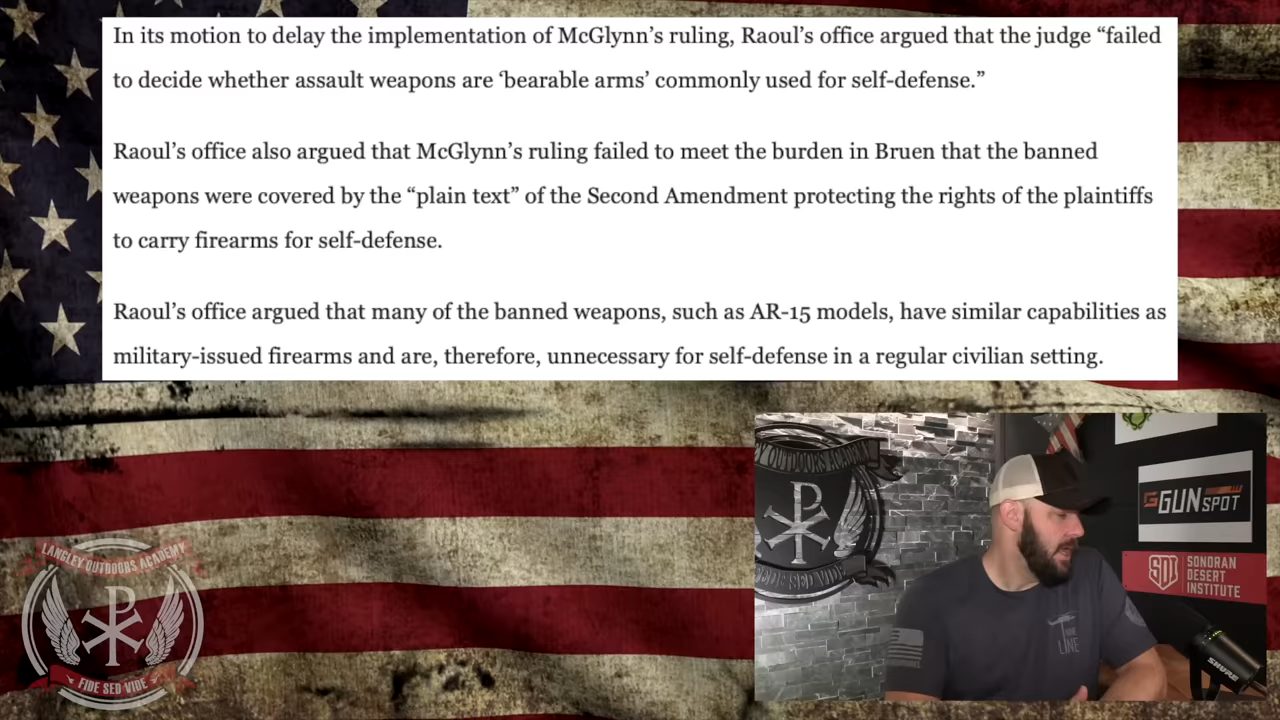 In its motion to delay the implementation of McGlynn’s ruling, Raoul’s office argued that the judge “failed
to decide whether assault weapons are ‘bearable arms’ commonly used for self-defense.”
Raoul’s office also argued that McGlynn’s ruling failed to meet the burden in Bruen that the banned
weapons were covered by the “plain text” of the Second Amendment protecting the rights of the plaintiffs
to carry firearms for self-defense.
Raoul’s office argued that many of the banned weapons, such as AR-15 models, have similar capabilities as
military-issued firearms and are, therefore, unnecessary for self-defense in a regular civilian setting.
GUNSPOT
SDI
SONORAN
DESERT
INSTITUTE
LINE
SHURE
LANGLEY OUTDOORS ACADEMY
FIDE SED VIDE